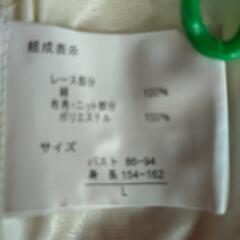 組成表示
レース部分
綿 100%
布帛・ニット部分
ポリエステル 100%
サイズ
バスト 86-94
身長 154-162
L